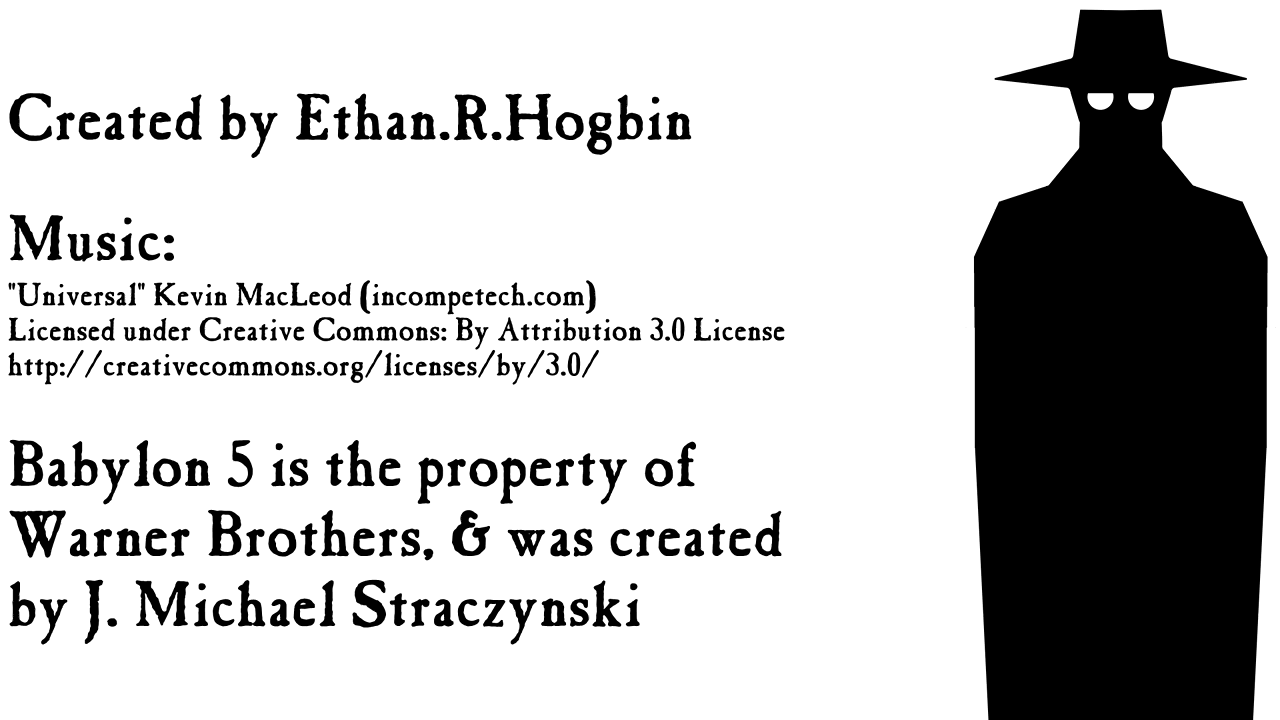 Created by Ethan.R.Hogbin
Music:
"Universal" Kevin MacLeod (incompetech.com)
Licensed under Creative Commons: By Attribution 3.0 License
http://creativecommons.org/licenses/by/3.0/
Babylon 5 is the property of
Warner Brothers, & was created
by J. Michael Straczynski